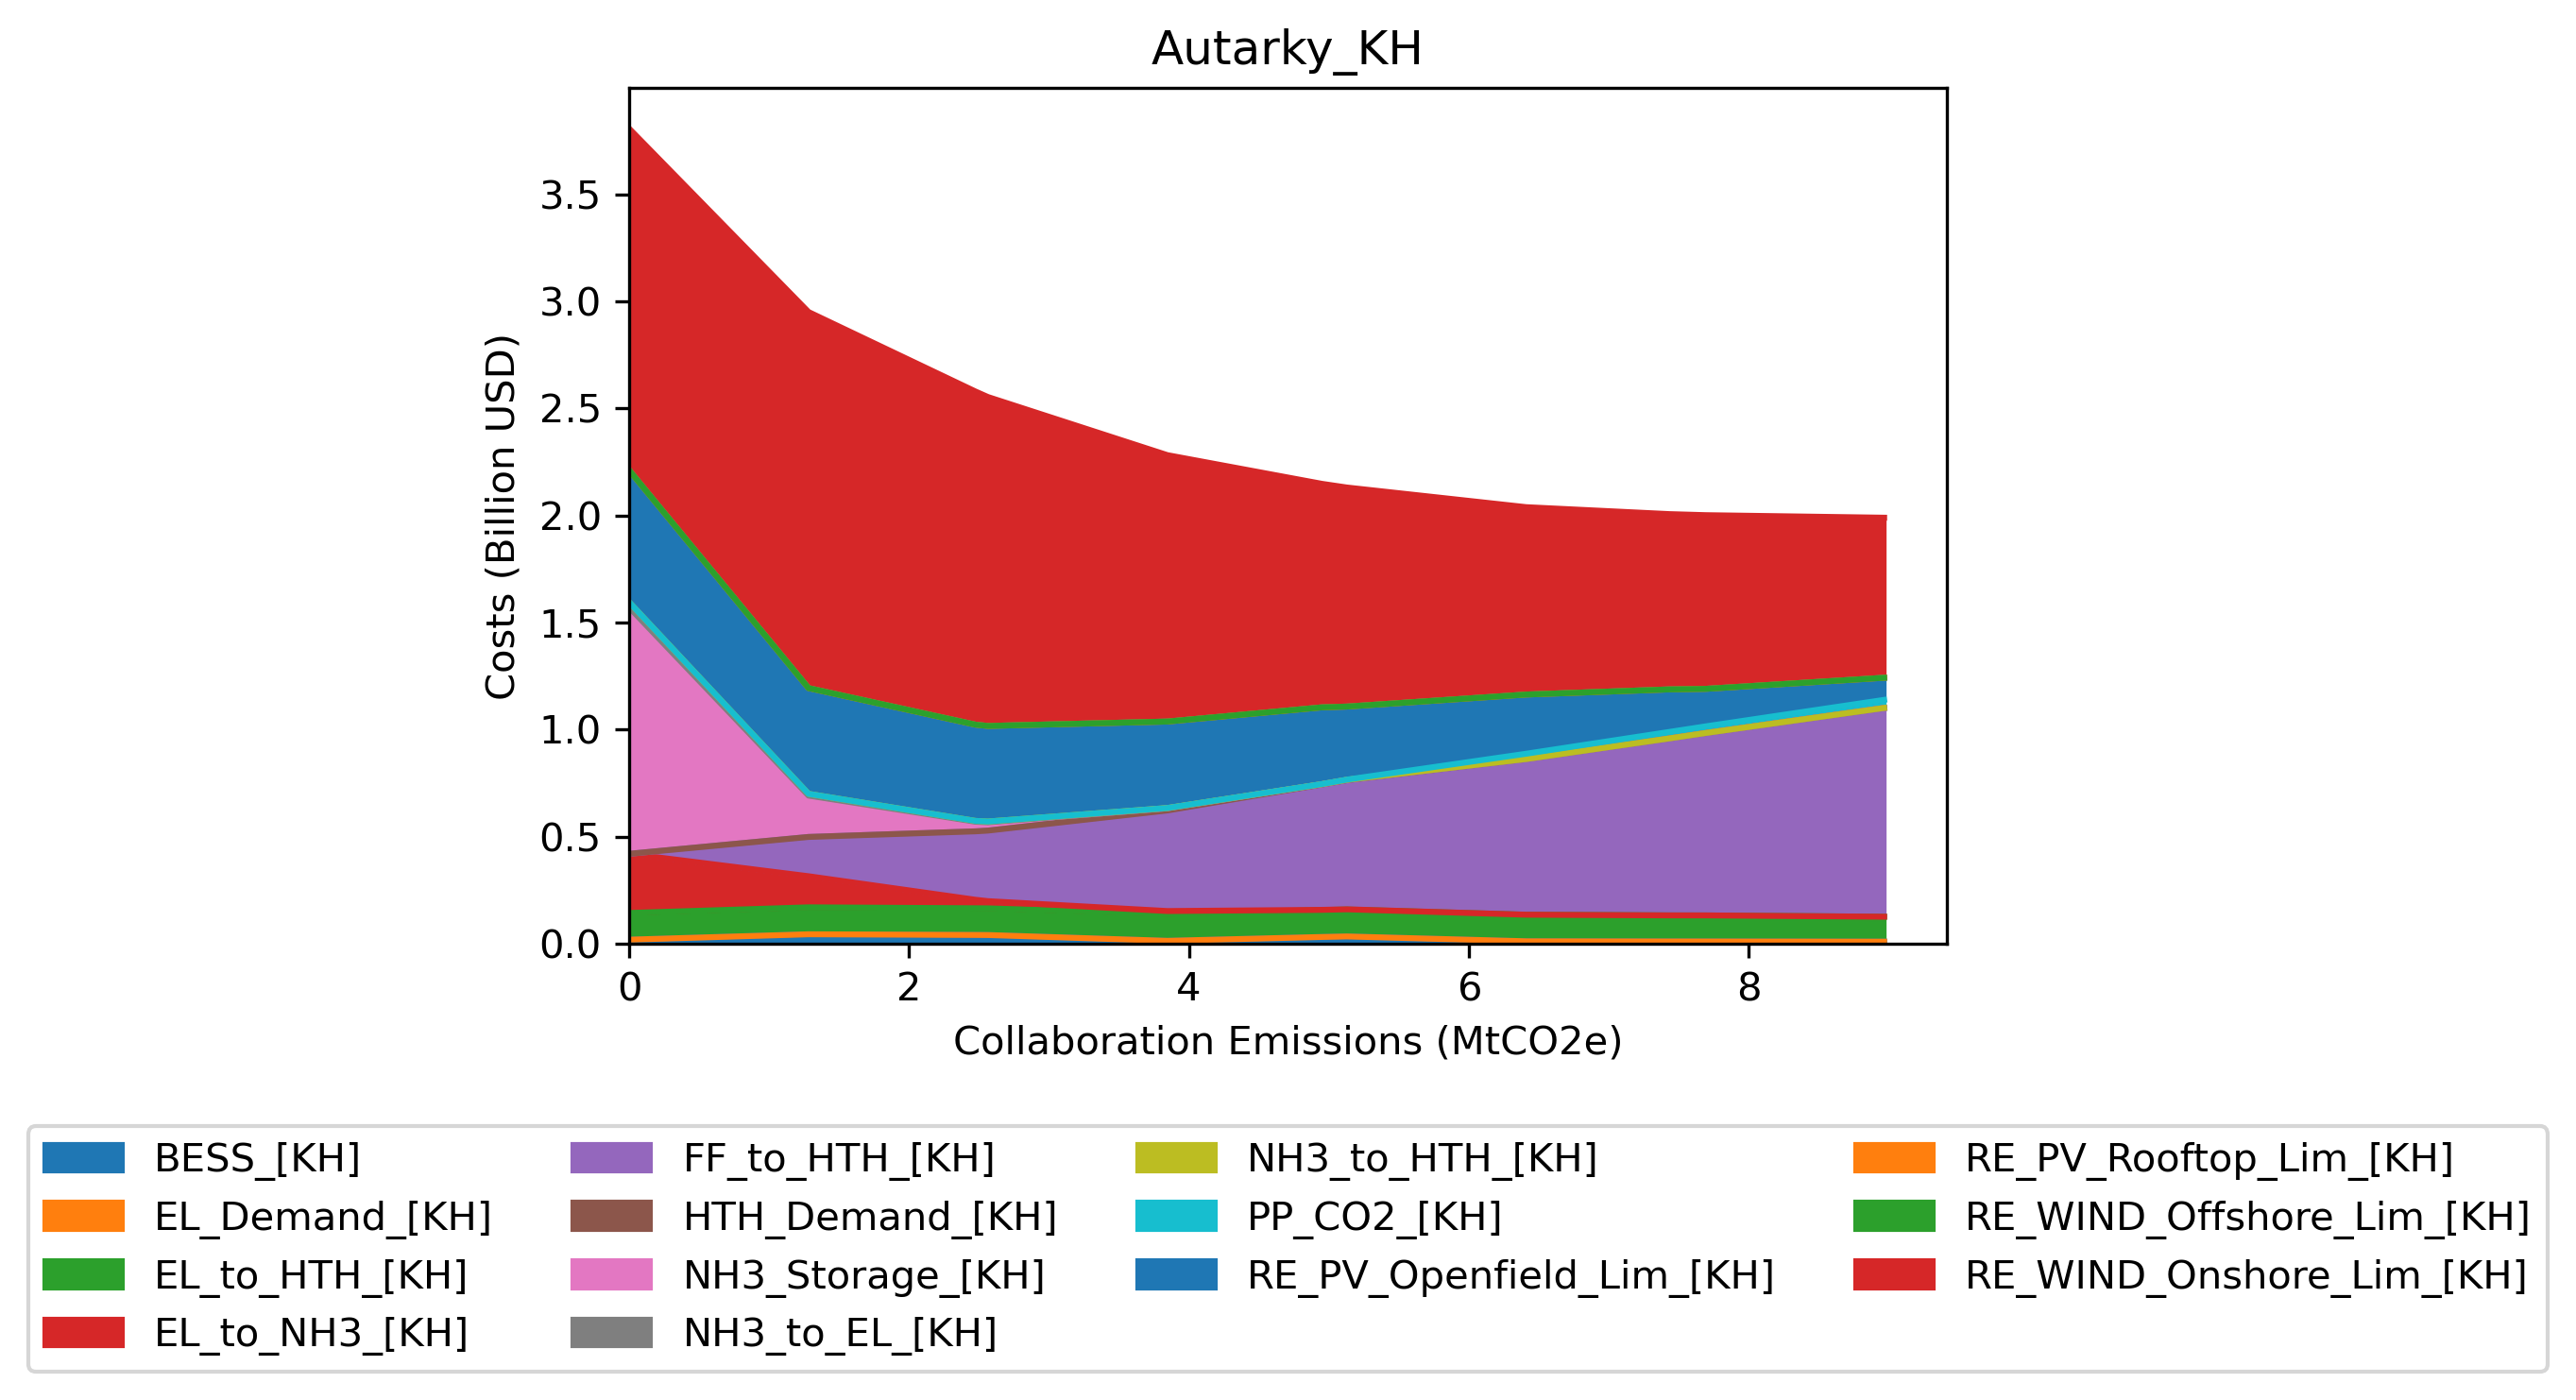 Autarky_KH
Costs (Billion USD)
3.5
3.0
2.5
2.0
1.5
1.0
0.5
0.0
0 2 4 6 8
Collaboration Emissions (MtCO2e)
BESS_[KH]
EL_Demand_[KH]
EL_to_HTH_[KH]
EL_to_NH3_[KH]
FF_to_HTH_[KH]
HTH_Demand_[KH]
NH3_Storage_[KH]
NH3_to_EL_[KH]
NH3_to_HTH_[KH]
PP_CO2_[KH]
RE_PV_Openfield_Lim_[KH]
RE_PV_Rooftop_Lim_[KH]
RE_WIND_Offshore_Lim_[KH]
RE_WIND_Onshore_Lim_[KH]